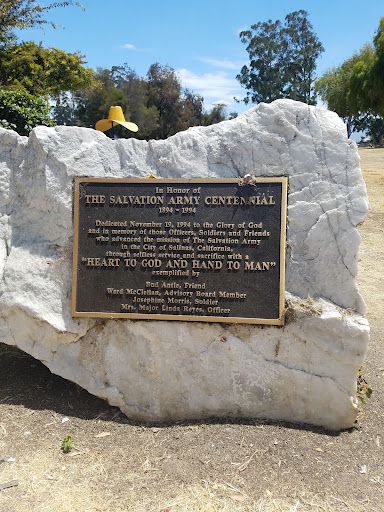 In Honor of
THE SALVATION ARMY CENTENNIAL
1894 - 1994
Dedicated November 19, 1994 to the Glory of God
and in memory of those Officers, Soldiers and Friends
who advanced the mission of The Salvation Army
in the City of Salinas, California,
through selfless service and sacrifice with a
"HEART TO GOD AND HAND TO MAN"
exemplified by
Bud Antle, Friend
Ward McClellan, Advisory Board Member
Josephine Morris, Soldier
Mrs. Major Linda Reyes, Officer